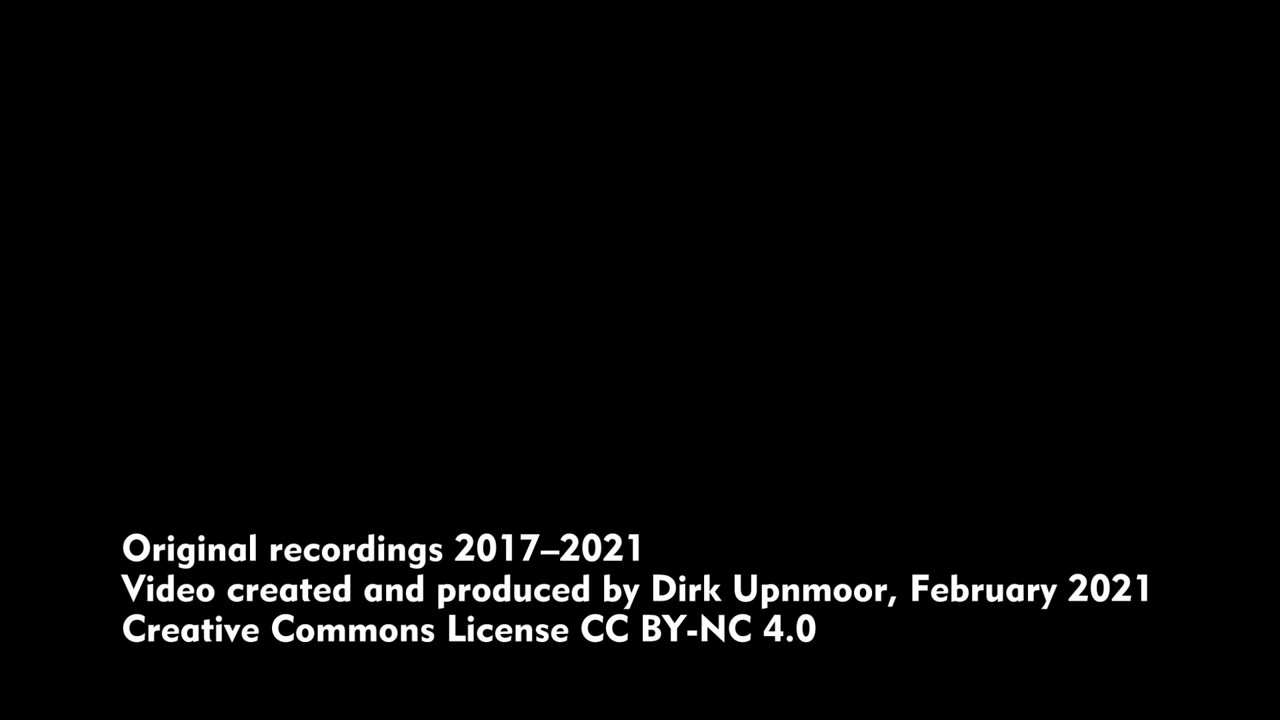 Original recordings 2017–2021
Video created and produced by Dirk Upnmoor, February 2021
Creative Commons License CC BY-NC 4.0